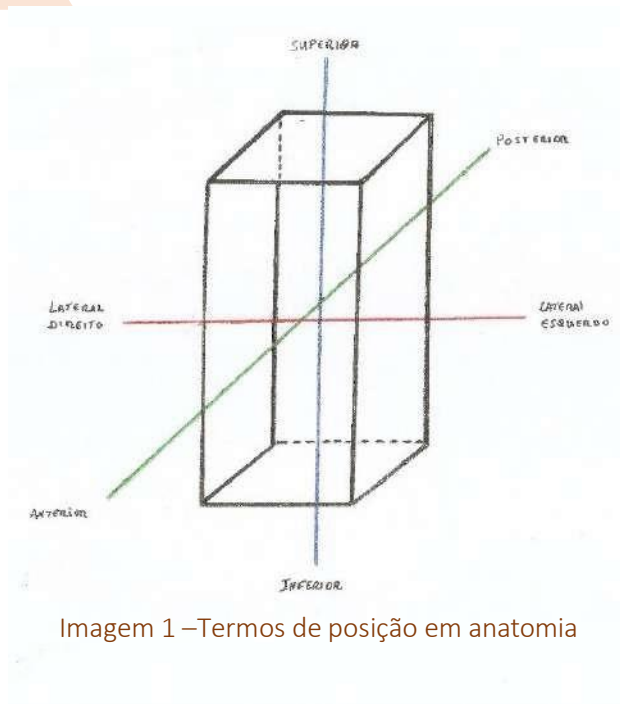 SUPERIOR
POSTERIOR
LATERAL
DIREITO
LATERAL
ESQUERDO
ANTERIOR
INFERIOR
Imagem 1 –Termos de posição em anatomia